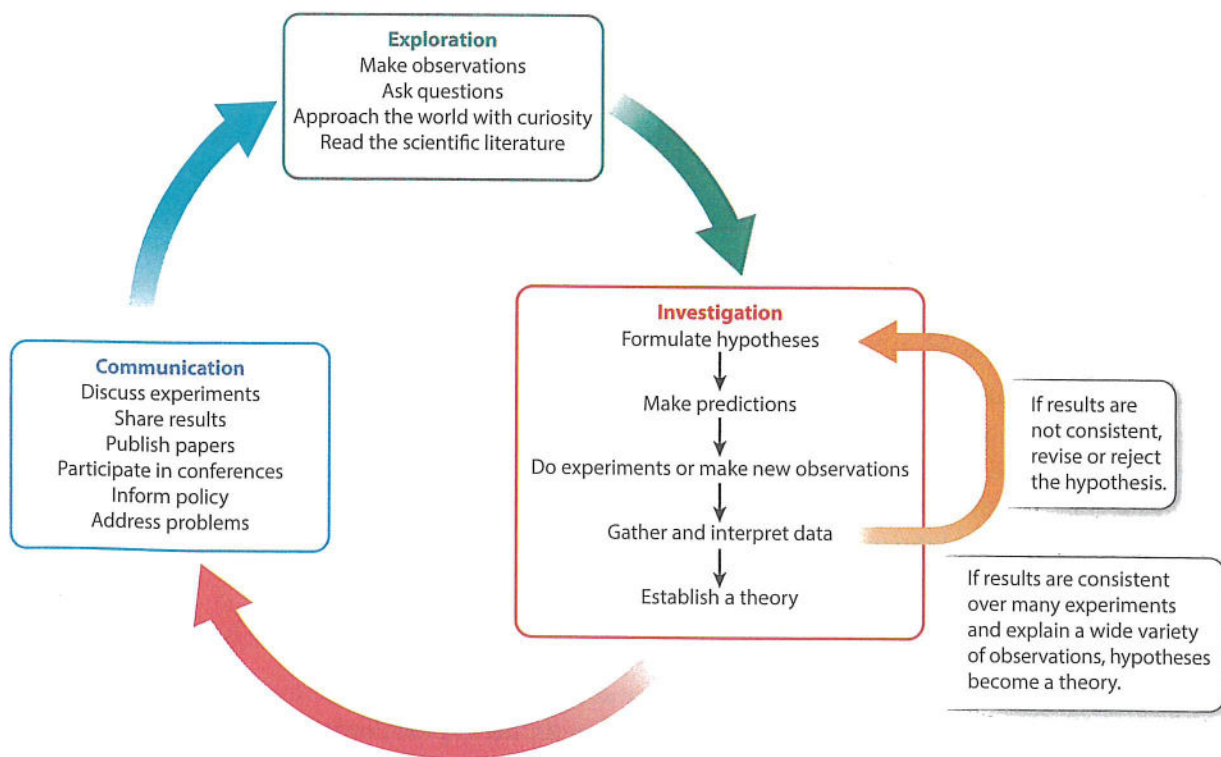 Exploration
Make observations
Ask questions
Approach the world with curiosity
Read the scientific literature
Investigation
Formulate hypotheses
Make predictions
Do experiments or make new observations
Gather and interpret data
Establish a theory
If results are
not consistent,
revise or reject
the hypothesis.
If results are consistent
over many experiments
and explain a wide variety
of observations, hypotheses
become a theory.
Communication
Discuss experiments
Share results
Publish papers
Participate in conferences
Inform policy
Address problems